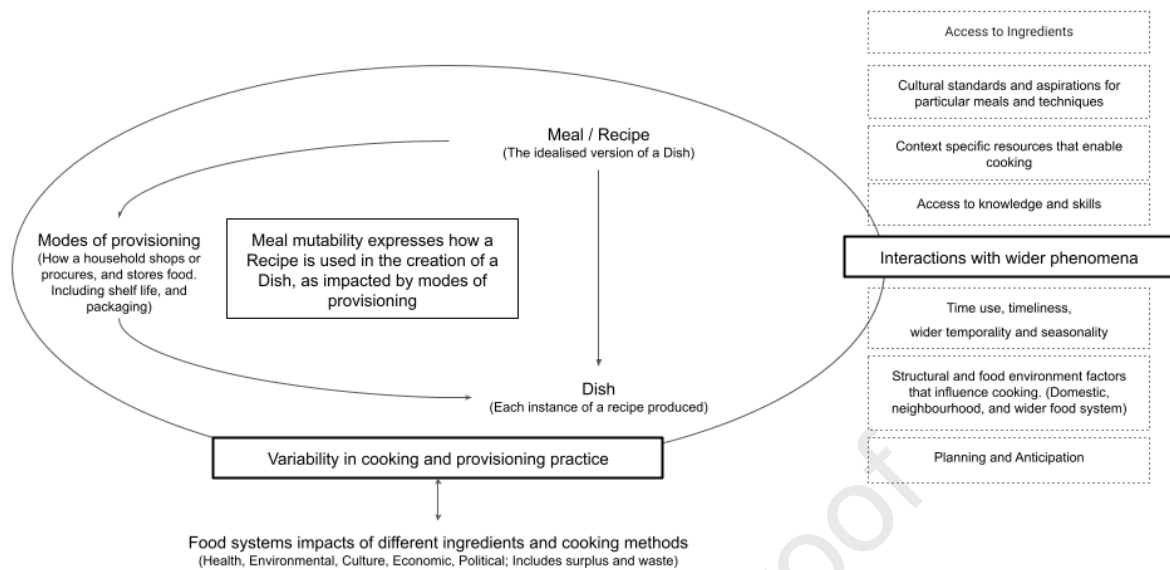 Access to Ingredients
Cultural standards and aspirations for
particular meals and techniques
Context specific resources that enable
cooking
Access to knowledge and skills
Interactions with wider phenomena
Time use, timeliness,
wider temporality and seasonality
Structural and food environment factors
that influence cooking. (Domestic,
neighbourhood, and wider food system)
Planning and Anticipation
Meal / Recipe
(The idealised version of a Dish)
Modes of provisioning
(How a household shops or
procures, and stores food.
Including shelf life, and
packaging)
Meal mutability expresses how a
Recipe is used in the creation of a
Dish, as impacted by modes of
provisioning
Dish
(Each instance of a recipe produced)
Variability in cooking and provisioning practice
Food systems impacts of different ingredients and cooking methods
(Health, Environmental, Culture, Economic, Political; Includes surplus and waste)
oof